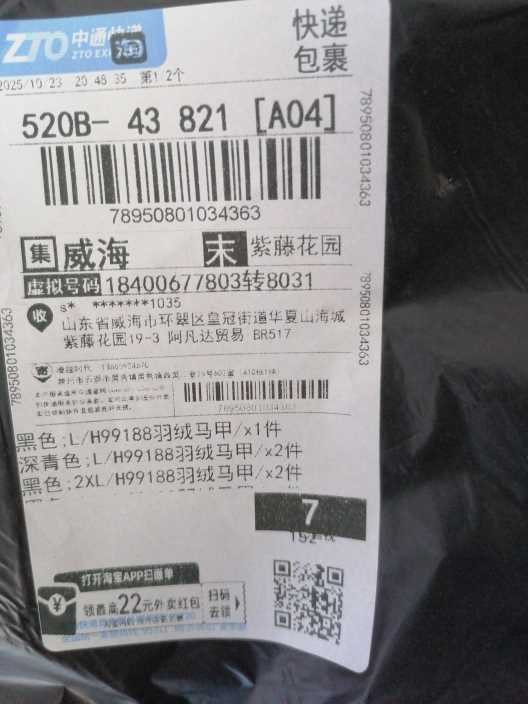 ZTO 中通快递
ZTO EXPRESS
淘
快递
包裹
2025/10/23 20:48:35 第1/2个
520B- 43 821 [A04]
78950801034363
78950801034363
集 威海
末 紫藤花园
虚拟号码 18400677803转8031
收 s* *******1035
山东省威海市环翠区皇冠街道华夏山海城
紫藤花园19-3 阿凡达贸易 BR517
78950801034363
78950801034363
78950801034363
黑色;L/H99188羽绒马甲/x1件
深青色;L/H99188羽绒马甲/x2件
黑色;2XL/H99188羽绒马甲/x2件
7
打开淘宝APP扫面单
领最高22元外卖红包
扫码
去领